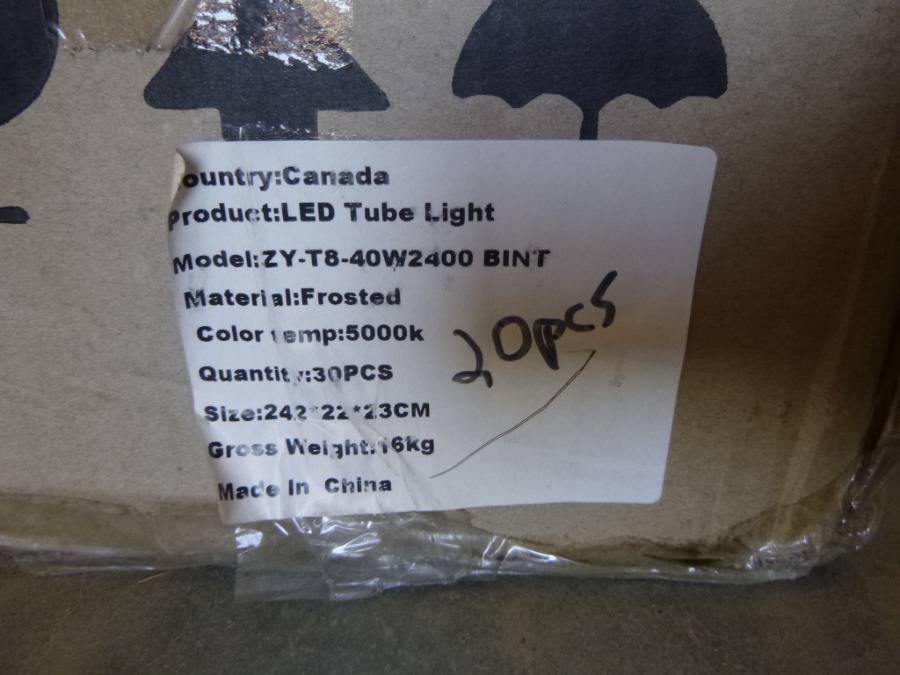 Country:Canada
Product:LED Tube Light
Model:ZY-T8-40W2400 BINT
Material:Frosted
Color temp:5000k
20pcs
Quantity:30PCS
Size:242*22*23CM
Gross Weight:16kg
Made In China